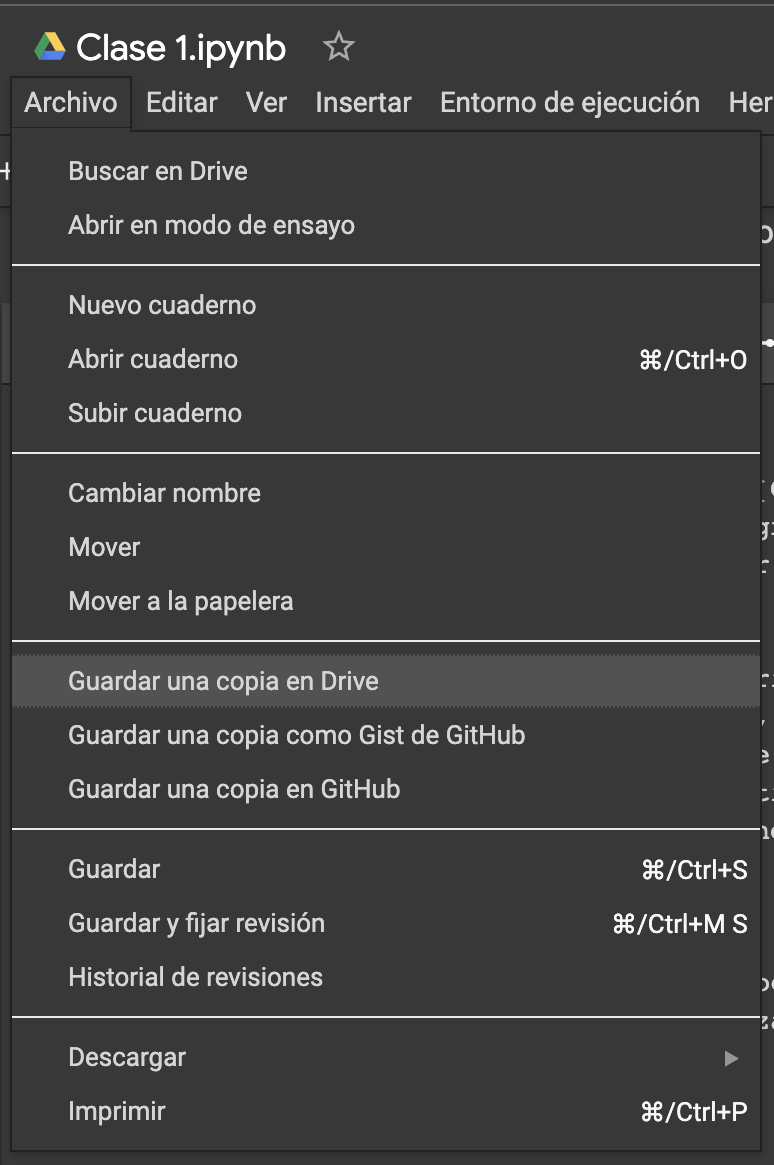 Clase 1.ipynb
Archivo Editar Ver Insertar Entorno de ejecución Her
Buscar en Drive
Abrir en modo de ensayo
Nuevo cuaderno
Abrir cuaderno ⌘/Ctrl+O
Subir cuaderno
Cambiar nombre
Mover
Mover a la papelera
Guardar una copia en Drive
Guardar una copia como Gist de GitHub
Guardar una copia en GitHub
Guardar ⌘/Ctrl+S
Guardar y fijar revisión ⌘/Ctrl+M S
Historial de revisiones
Descargar
Imprimir ⌘/Ctrl+P